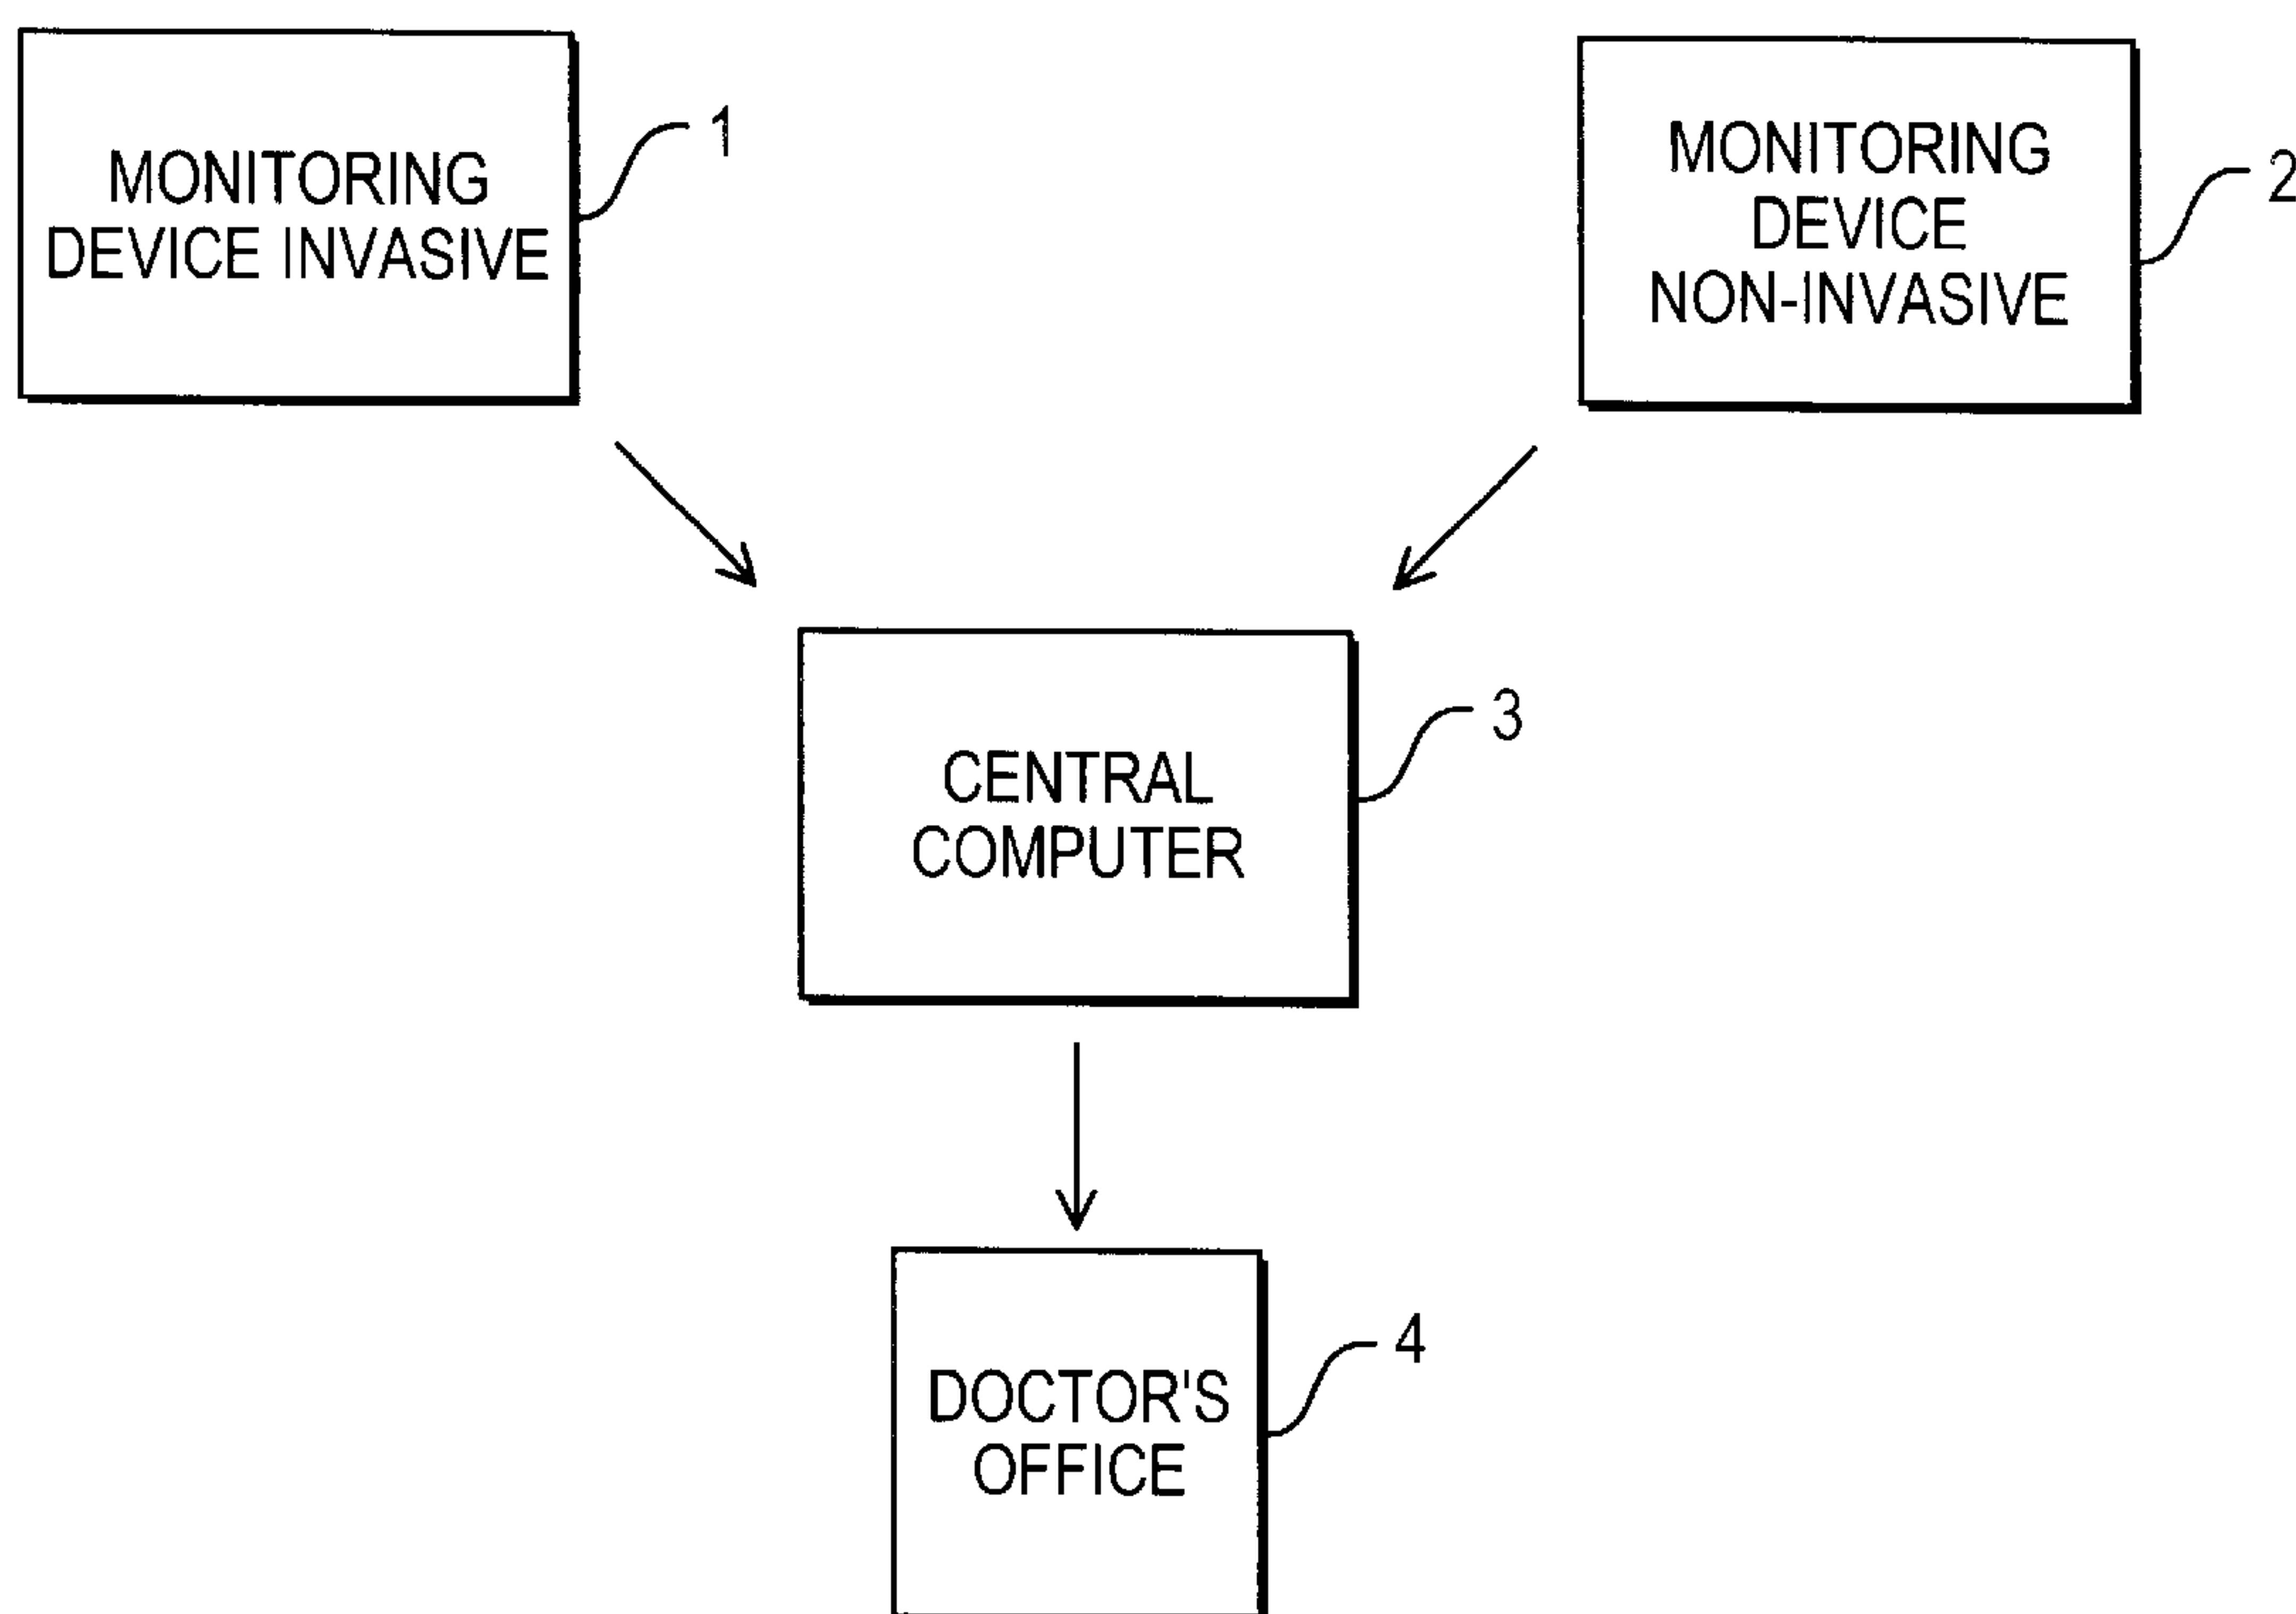 MONITORING
DEVICE INVASIVE
1
MONITORING
DEVICE
NON-INVASIVE
2
CENTRAL
COMPUTER
3
DOCTOR'S
OFFICE
4